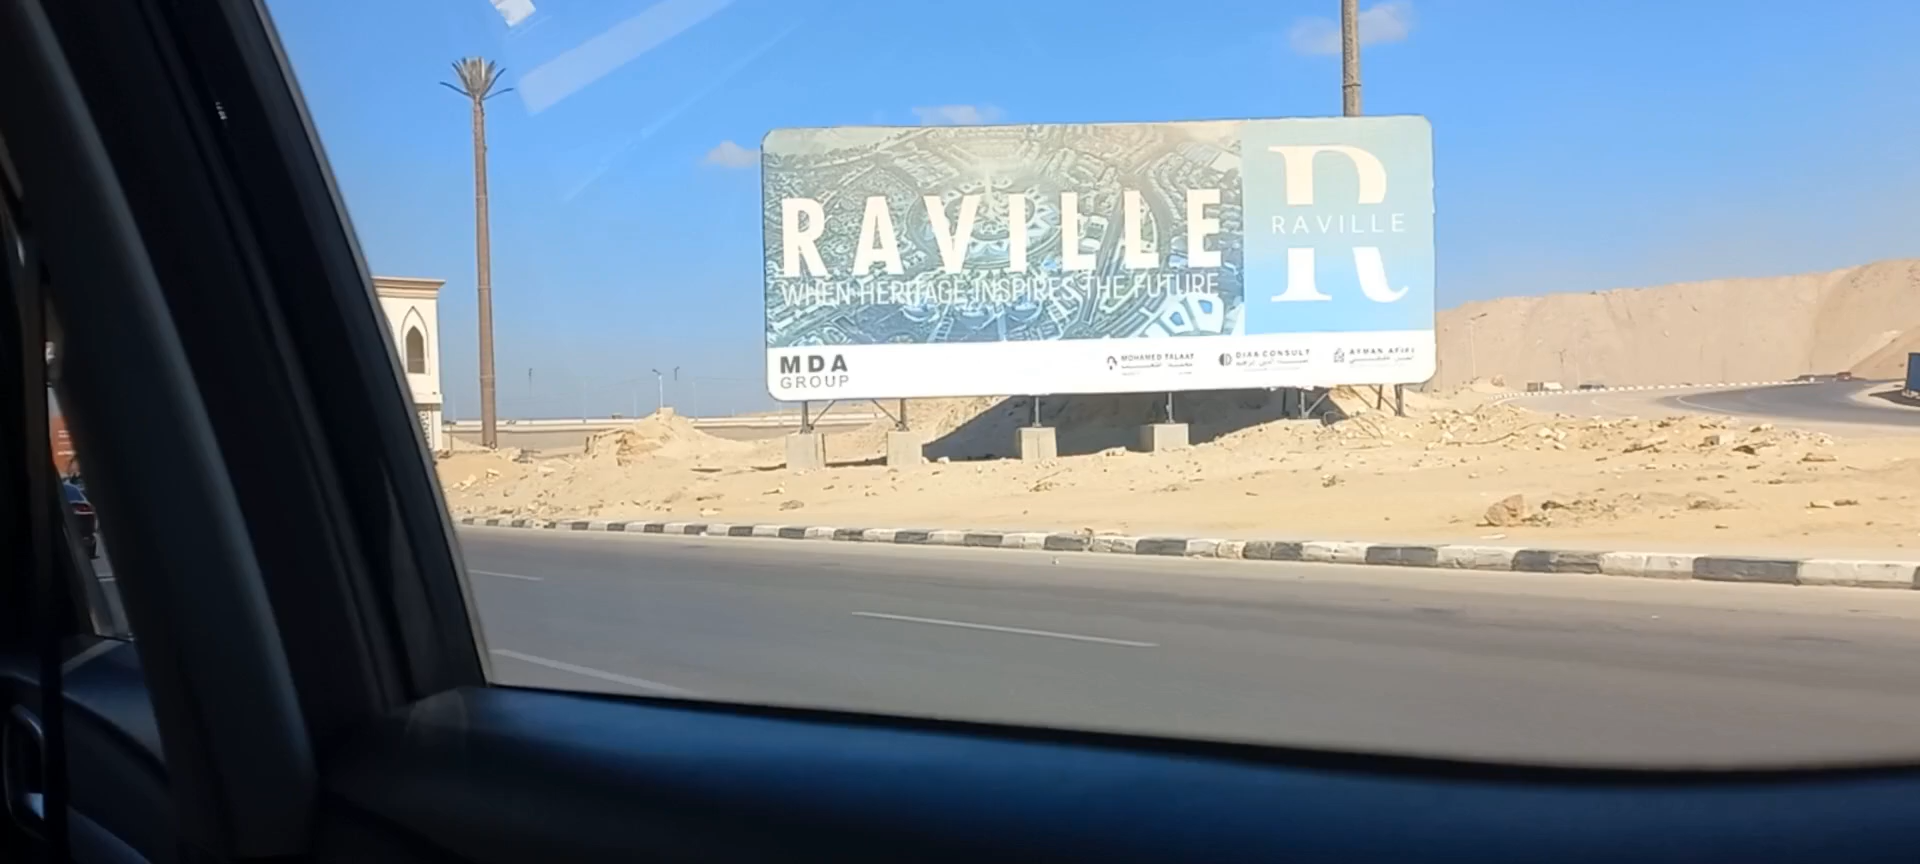 RAVILLE
WHEN HERITAGE INSPIRES THE FUTURE
R
RAVILLE
MDA
GROUP
MOHAMED TALAAT
DIAA CONSULT
AYMAN AFIFI